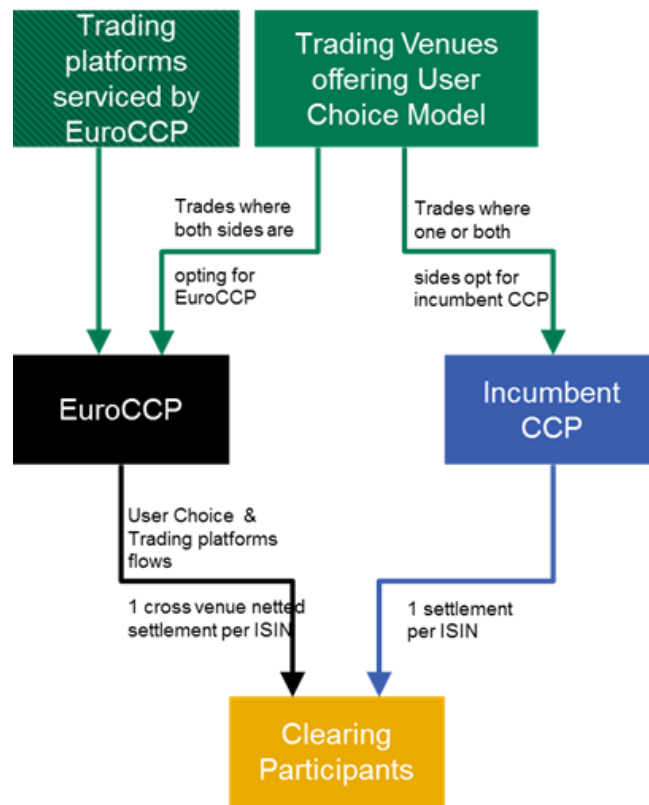 Trading
platforms
serviced by
EuroCCP
Trading Venues
offering User
Choice Model
Trades where
both sides are
opting for
EuroCCP
Trades where
one or both
sides opt for
incumbent CCP
EuroCCP
Incumbent
CCP
User Choice &
Trading platforms
flows
1 cross venue netted
settlement per ISIN
1 settlement
per ISIN
Clearing
Participants